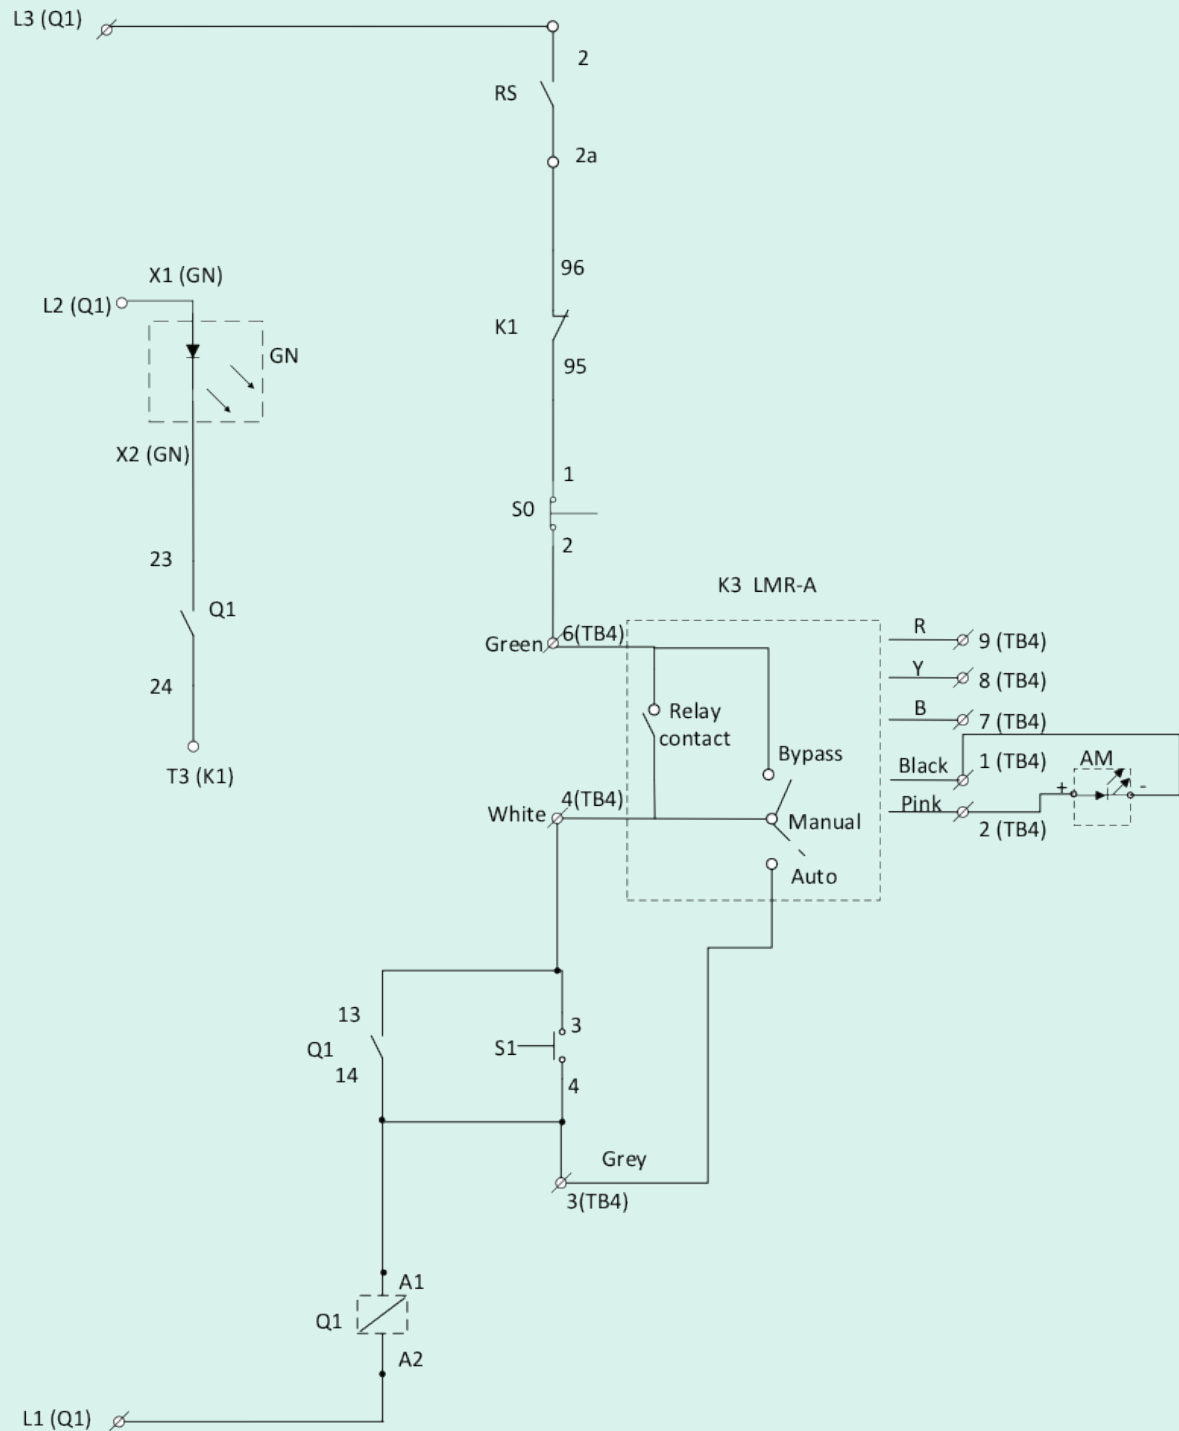 L3 (Q1)
2
RS
2a
96
X1 (GN)
L2 (Q1)
K1
GN
95
X2 (GN)
1
S0
2
23
K3 LMR-A
Q1
R
Green
6(TB4)
9 (TB4)
Y
8 (TB4)
24
B
Relay
contact
7 (TB4)
T3 (K1)
Bypass
Black
1 (TB4)
AM
+
-
White
4(TB4)
Pink
Manual
2 (TB4)
Auto
13
3
Q1
S1
14
4
Grey
3(TB4)
A1
Q1
A2
L1 (Q1)